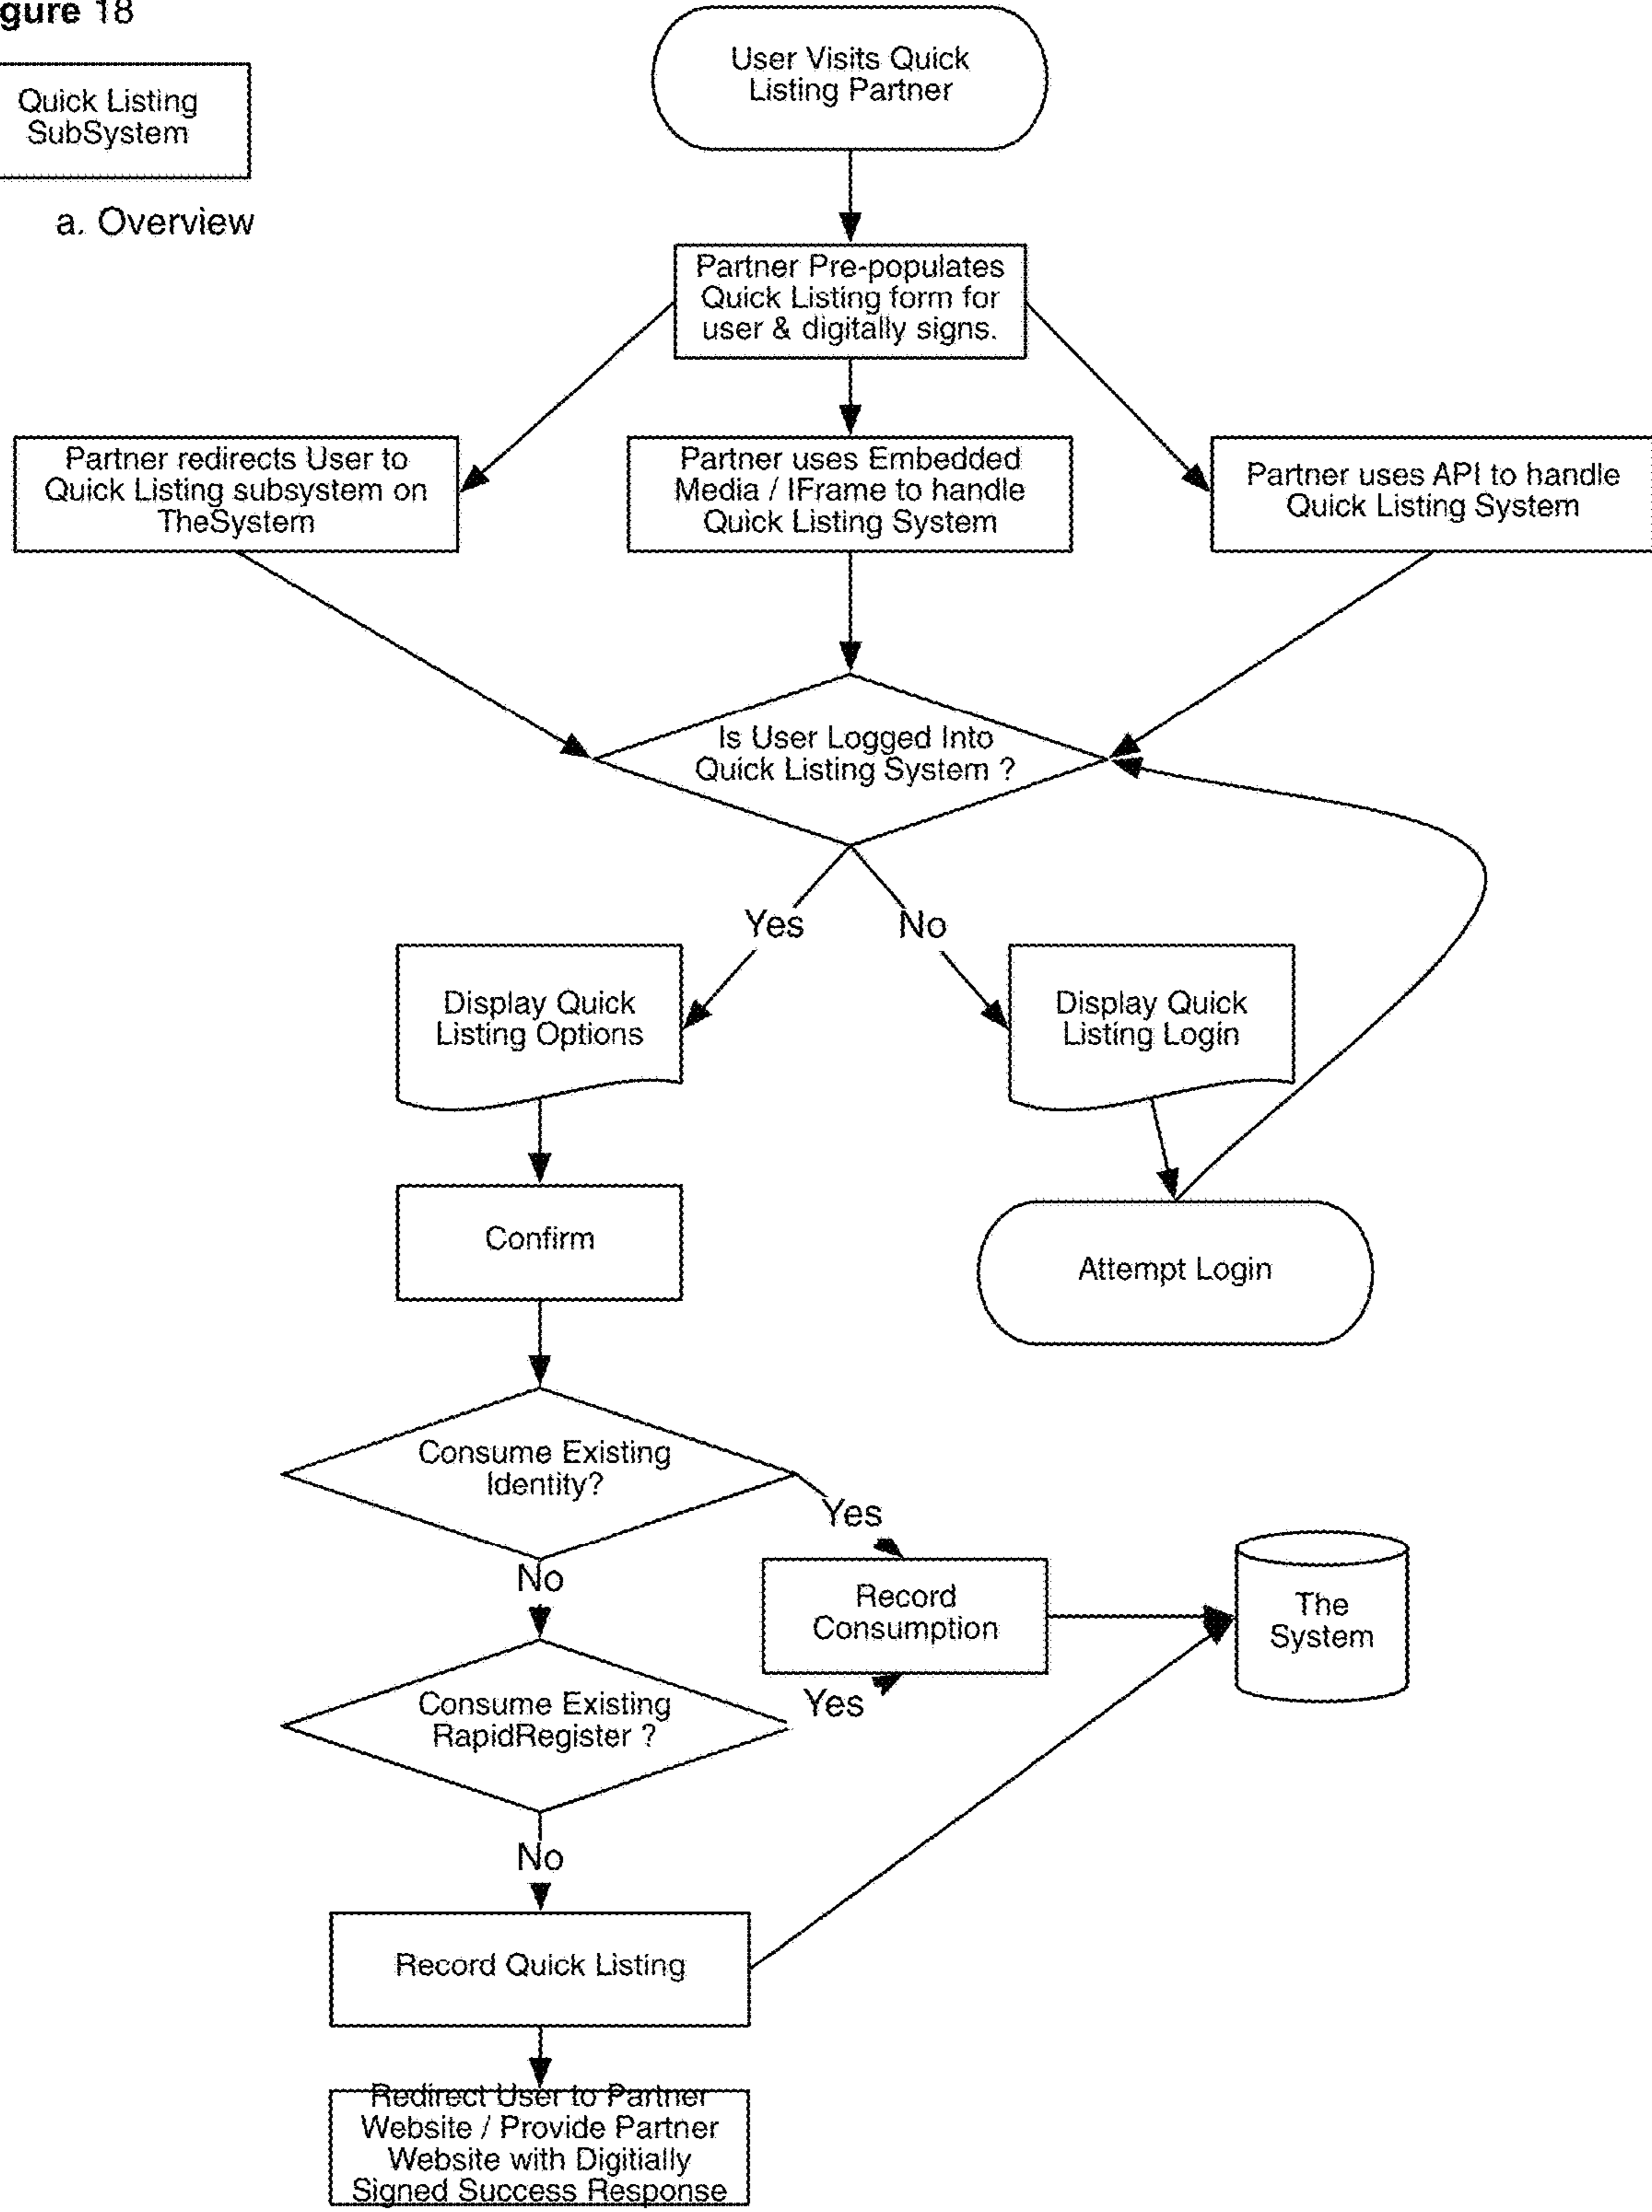 gure 18
Quick Listing
SubSystem
a. Overview
User Visits Quick
Listing Partner
Partner Pre-populates
Quick Listing form for
user & digitally signs.
Partner redirects User to
Quick Listing subsystem on
TheSystem
Partner uses Embedded
Media / IFrame to handle
Quick Listing System
Partner uses API to handle
Quick Listing System
Is User Logged Into
Quick Listing System ?
Yes
No
Display Quick
Listing Options
Display Quick
Listing Login
Confirm
Attempt Login
Consume Existing
Identity?
Yes
No
Record
Consumption
The
System
Consume Existing
RapidRegister ?
Yes
No
Record Quick Listing
Redirect User to Partner
Website / Provide Partner
Website with Digitially
Signed Success Response